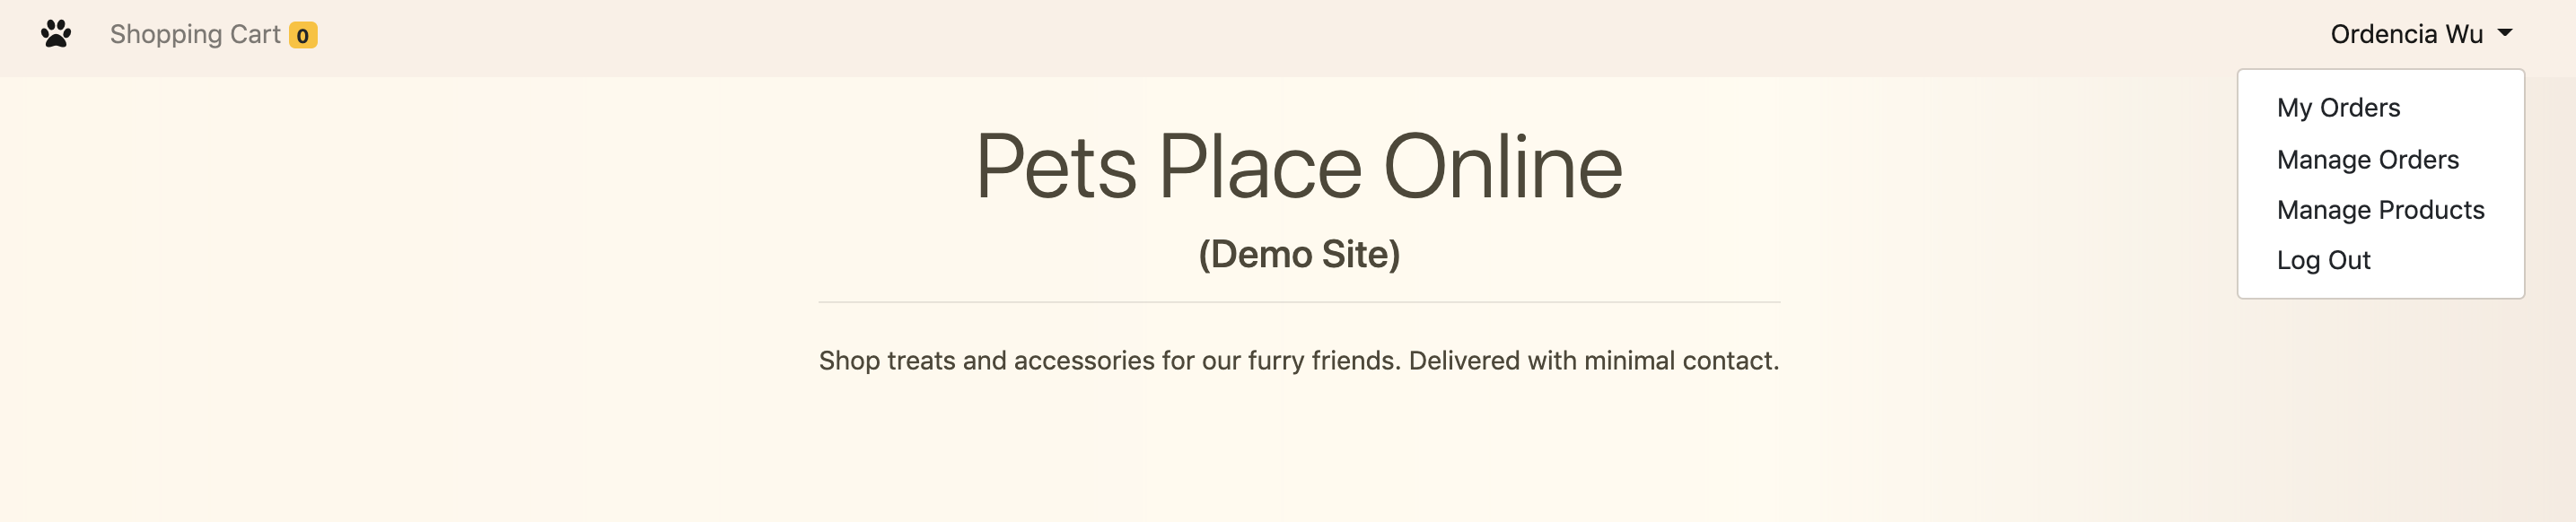 Shopping Cart 0
Ordencia Wu
My Orders
Manage Orders
Manage Products
Log Out
Pets Place Online
(Demo Site)
Shop treats and accessories for our furry friends. Delivered with minimal contact.